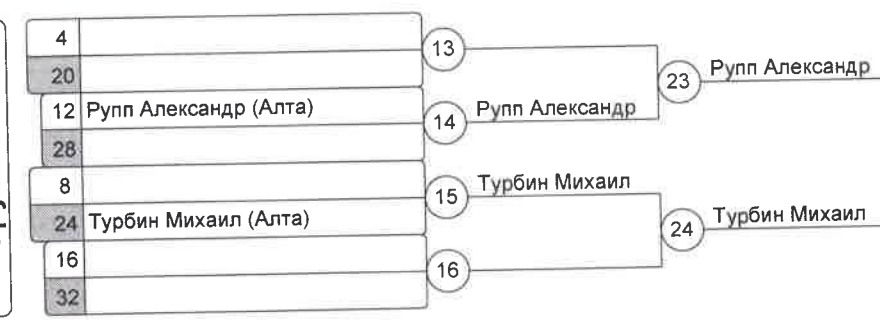 4
13
20
23 Рупп Александр
12 Рупп Александр (Алта)
14 Рупп Александр
28
8
15 Турбин Михаил
24 Турбин Михаил (Алта)
24 Турбин Михаил
16
16
32